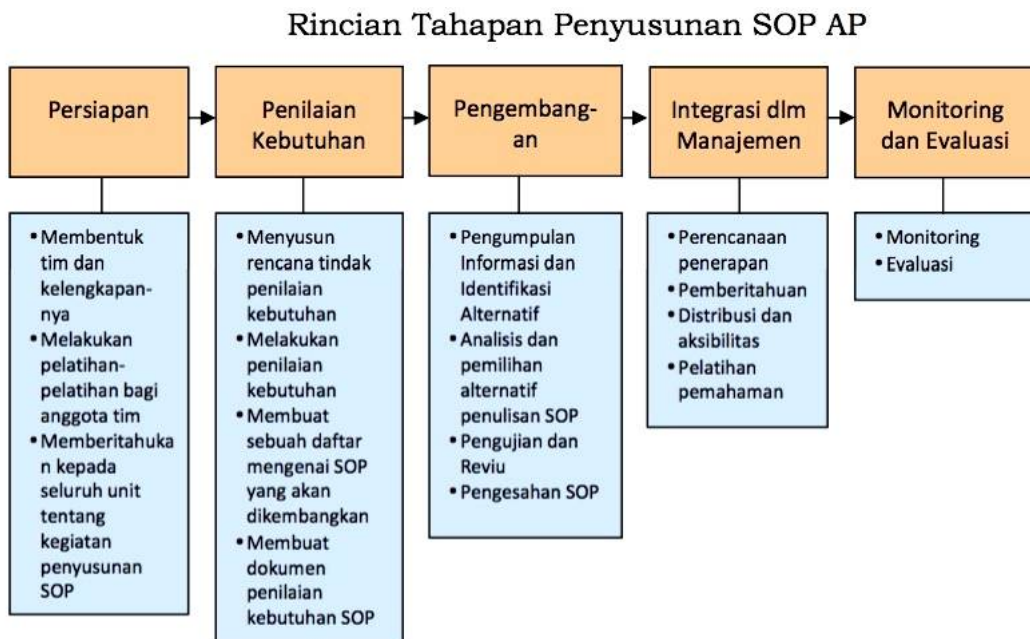 Rincian Tahapan Penyusunan SOP AP
Persiapan
Penilaian
Kebutuhan
Pengembang-
an
Integrasi dlm
Manajemen
Monitoring
dan Evaluasi
• Membentuk
tim dan
kelengkapan-
nya
• Melakukan
pelatihan-
pelatihan bagi
anggota tim
• Memberitahuka
n kepada
seluruh unit
tentang
kegiatan
penyusunan
SOP
• Menyusun
rencana tindak
penilaian
kebutuhan
• Melakukan
penilaian
kebutuhan
• Membuat
sebuah daftar
mengenai SOP
yang akan
dikembangkan
• Membuat
dokumen
penilaian
kebutuhan SOP
• Pengumpulan
Informasi dan
Identifikasi
Alternatif
• Analisis dan
pemilihan
alternatif
penulisan SOP
• Pengujian dan
Reviu
• Pengesahan SOP
• Perencanaan
penerapan
• Pemberitahuan
• Distribusi dan
aksibilitas
• Pelatihan
pemahaman
• Monitoring
• Evaluasi